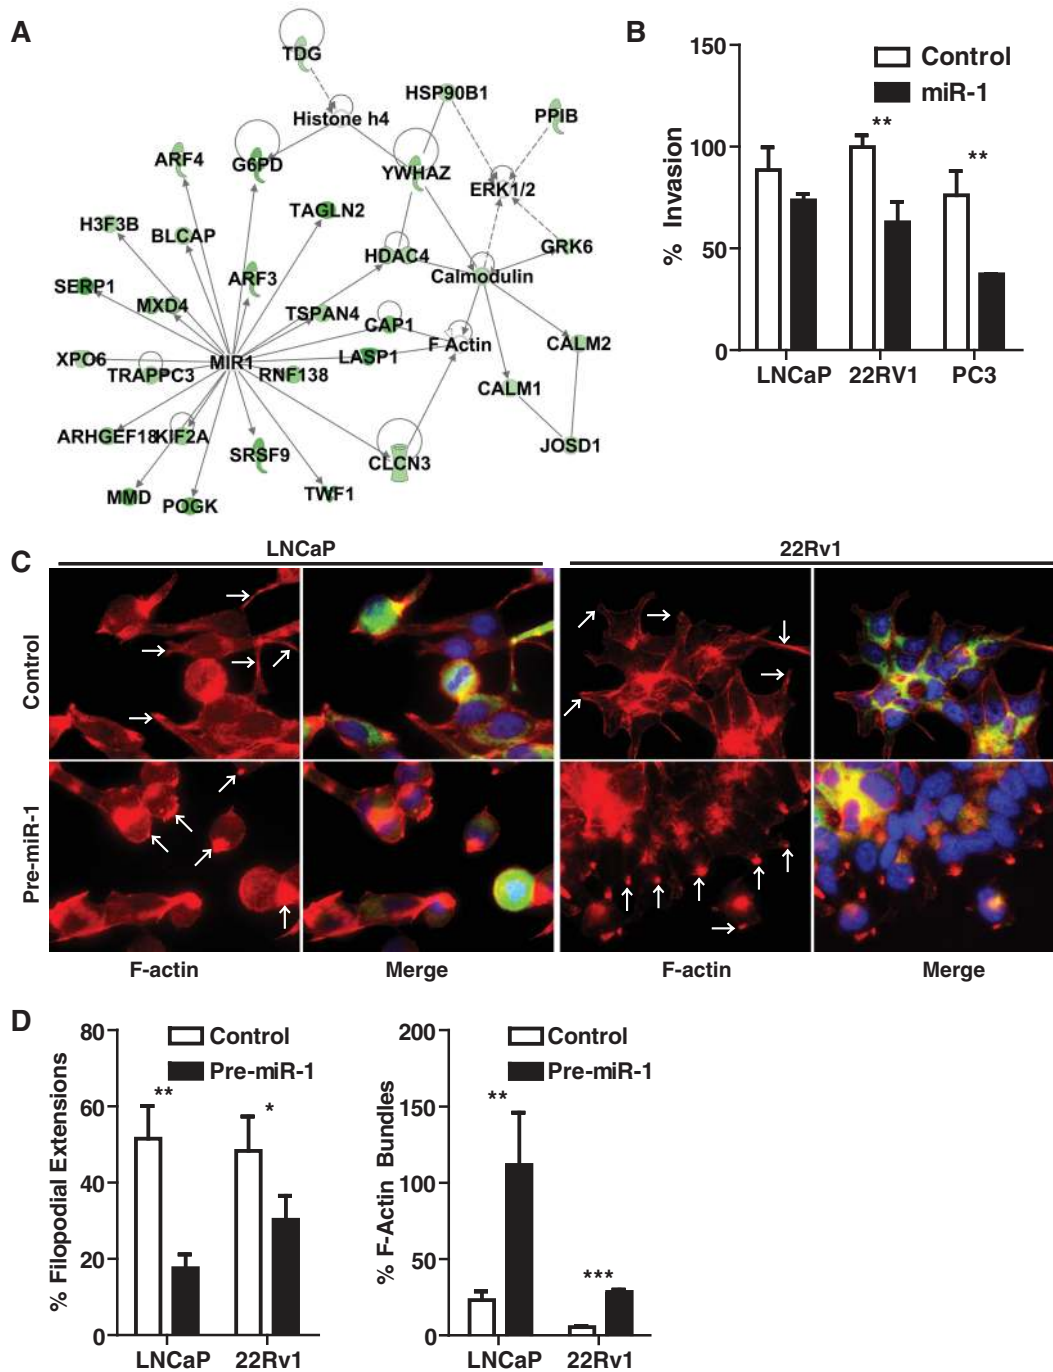 A
TDG
HSP90B1
Histone h4
PPIB
ARF4
G6PD
YWHAZ
ERK1/2
TAGLN2
H3F3B
BLCAP
HDAC4
GRK6
ARF3
Calmodulin
SERP1
MXD4
TSPAN4
CAP1
F Actin
CALM2
XPO6
MIR1
LASP1
TRAPPC3
RNF138
CALM1
ARHGEF18
KIF2A
SRSF9
CLCN3
JOSD1
MMD
POGK
TWF1
B
150
100
50
0
% Invasion
Control
miR-1
**
**
LNCaP
22RV1
PC3
C
LNCaP
22Rv1
Control
Pre-miR-1
F-actin
Merge
F-actin
Merge
D
80
60
40
20
0
% Filopodial Extensions
Control
Pre-miR-1
**
*
LNCaP
22Rv1
200
150
100
50
0
% F-Actin Bundles
Control
Pre-miR-1
**
***
LNCaP
22Rv1